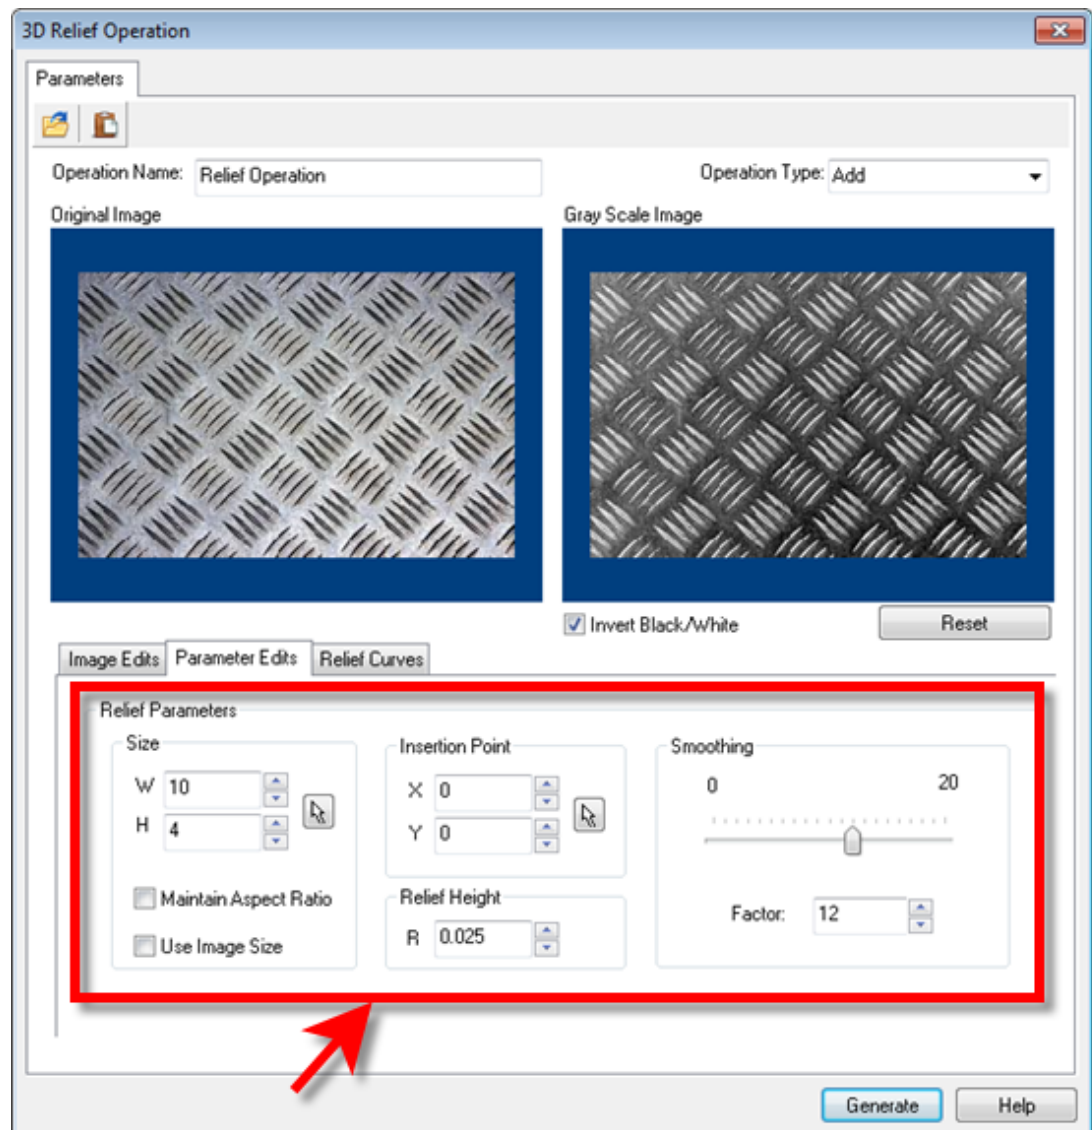 3D Relief Operation
Parameters
Operation Name: Relief Operation
Operation Type: Add
Original Image
Gray Scale Image
Invert Black/White
Reset
Image Edits Parameter Edits Relief Curves
Relief Parameters
Size
W 10
H 4
Maintain Aspect Ratio
Use Image Size
Insertion Point
X 0
Y 0
Relief Height
R 0.025
Smoothing
0 20
Factor: 12
Generate Help